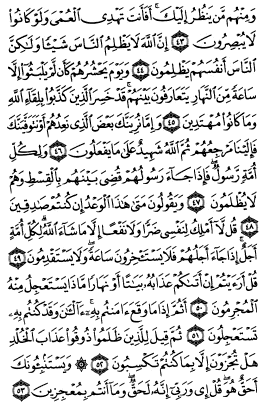 وَمِنْهُم مَّن يَنظُرُ إِلَيْكَ ۚ أَفَأَنتَ تَهْدِي الْعُمْيَ وَلَوْ كَانُوا
لَا يُبْصِرُونَ ﴿٤٣﴾ إِنَّ اللَّهَ لَا يَظْلِمُ النَّاسَ شَيْئًا وَلَٰكِنَّ
النَّاسَ أَنفُسَهُمْ يَظْلِمُونَ ﴿٤٤﴾ وَيَوْمَ يَحْشُرُهُمْ كَأَن لَّمْ يَلْبَثُوا إِلَّا
سَاعَةً مِّنَ النَّهَارِ يَتَعَارَفُونَ بَيْنَهُمْ ۚ قَدْ خَسِرَ الَّذِينَ كَذَّبُوا بِلِقَاءِ اللَّهِ
وَمَا كَانُوا مُهْتَدِينَ ﴿٤٥﴾ وَإِمَّا نُرِيَنَّكَ بَعْضَ الَّذِي نَعِدُهُمْ أَوْ نَتَوَفَّيَنَّكَ
فَإِلَيْنَا مَرْجِعُهُمْ ثُمَّ اللَّهُ شَهِيدٌ عَلَىٰ مَا يَفْعَلُونَ ﴿٤٦﴾ وَلِكُلِّ
أُمَّةٍ رَّسُولٌ ۖ فَإِذَا جَاءَ رَسُولُهُمْ قُضِيَ بَيْنَهُم بِالْقِسْطِ وَهُمْ
لَا يُظْلَمُونَ ﴿٤٧﴾ وَيَقُولُونَ مَتَىٰ هَٰذَا الْوَعْدُ إِن كُنتُمْ صَادِقِينَ
﴿٤٨﴾ قُل لَّا أَمْلِكُ لِنَفْسِي ضَرًّا وَلَا نَفْعًا إِلَّا مَا شَاءَ اللَّهُ ۗ لِكُلِّ أُمَّةٍ
أَجَلٌ ۚ إِذَا جَاءَ أَجَلُهُمْ فَلَا يَسْتَأْخِرُونَ سَاعَةً ۖ وَلَا يَسْتَقْدِمُونَ ﴿٤٩﴾
قُلْ أَرَأَيْتُمْ إِنْ أَتَاكُمْ عَذَابُهُ بَيَاتًا أَوْ نَهَارًا مَّاذَا يَسْتَعْجِلُ مِنْهُ
الْمُجْرِمُونَ ﴿٥٠﴾ أَثُمَّ إِذَا مَا وَقَعَ آمَنتُم بِهِ ۚ آلْآنَ وَقَدْ كُنتُم بِهِ
تَسْتَعْجِلُونَ ﴿٥١﴾ ثُمَّ قِيلَ لِلَّذِينَ ظَلَمُوا ذُوقُوا عَذَابَ الْخُلْدِ
هَلْ تُجْزَوْنَ إِلَّا بِمَا كُنتُمْ تَكْسِبُونَ ﴿٥٢﴾ ۞ وَيَسْتَنبِئُونَكَ
أَحَقٌّ هُوَ ۖ قُلْ إِي وَرَبِّي إِنَّهُ لَحَقٌّ ۖ وَمَا أَنتُم بِمُعْجِزِينَ ﴿٥٣﴾